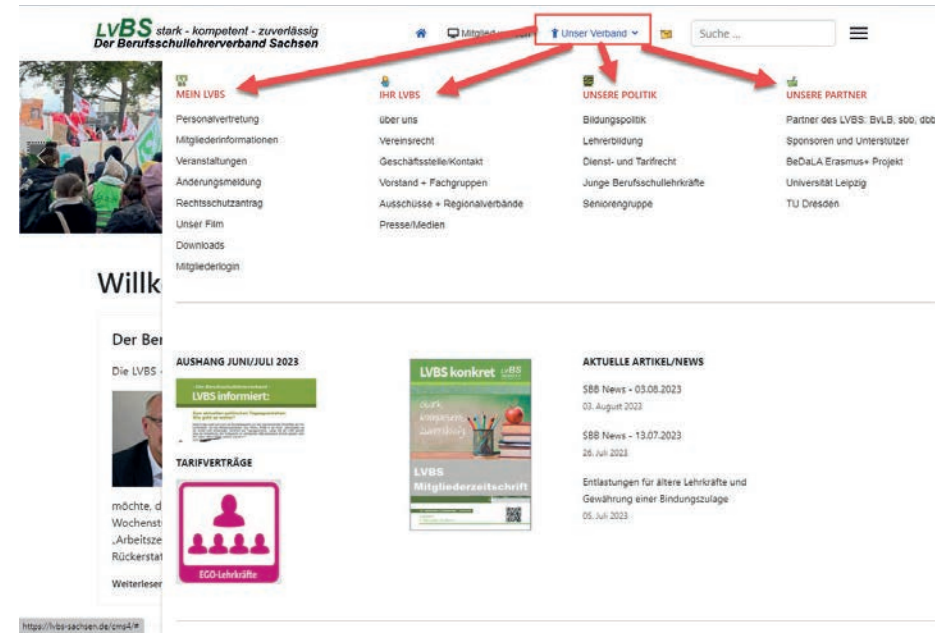 LVBS stark - kompetent - zuverlässig
Der Berufsschullehrerverband Sachsen
Unser Verband
Suche ...
MEIN LVBS
Personalvertretung
Mitgliederinformationen
Veranstaltungen
Änderungsmeldung
Rechtsschutzantrag
Unser Film
Downloads
Mitgliederlogin
IHR LVBS
über uns
Vereinsrecht
Geschäftsstelle/Kontakt
Vorstand + Fachgruppen
Ausschüsse + Regionalverbände
Presse/Medien
UNSERE POLITIK
Bildungspolitik
Lehrerbildung
Dienst- und Tarifrecht
Junge Berufsschullehrkräfte
Seniorengruppe
UNSERE PARTNER
Partner des LVBS: BvLB, sbb, dbb
Sponsoren und Unterstützer
BeDaLA Erasmus+ Projekt
Universität Leipzig
TU Dresden
Willk
Der Ber
Die LVBS
möchte, d
Wochenst
„Arbeitsze
Rückerstat
Weiterlesen
AUSHANG JUNI/JULI 2023
LVBS informiert:
TARIFVERTRÄGE
EGO-Lehrkräfte
LVBS konkret LVBS
stark
kompetent
zuverlässig
LVBS
Mitgliederzeitschrift
AKTUELLE ARTIKEL/NEWS
SBB News - 03.08.2023
03. August 2023
SBB News - 13.07.2023
26. Juli 2023
Entlastungen für ältere Lehrkräfte und
Gewährung einer Bindungszulage
05. Juli 2023
https://lvbs-sachsen.de/cms4/#